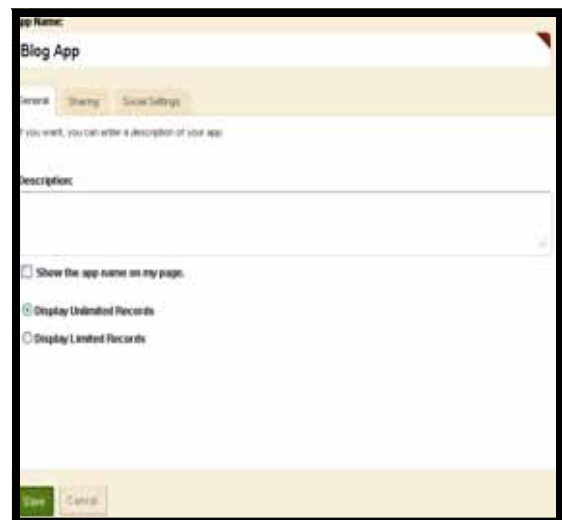 App Name:
Blog App
General Sharing Social Settings
If you want, you can enter a description of your app
Description:
Show the app name on my page.
Display Unlimited Records
Display Limited Records
Save Cancel